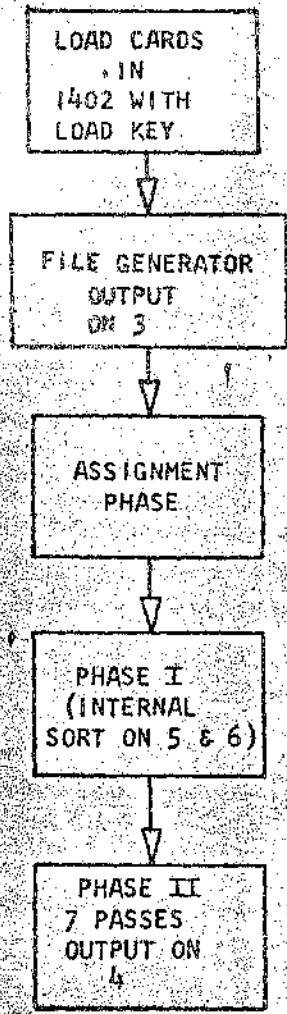 LOAD CARDS
IN
1402 WITH
LOAD KEY
FILE GENERATOR
OUTPUT
ON 3
ASSIGNMENT
PHASE
PHASE I
(INTERNAL
SORT ON 5 & 6)
PHASE II
7 PASSES
OUTPUT ON
4